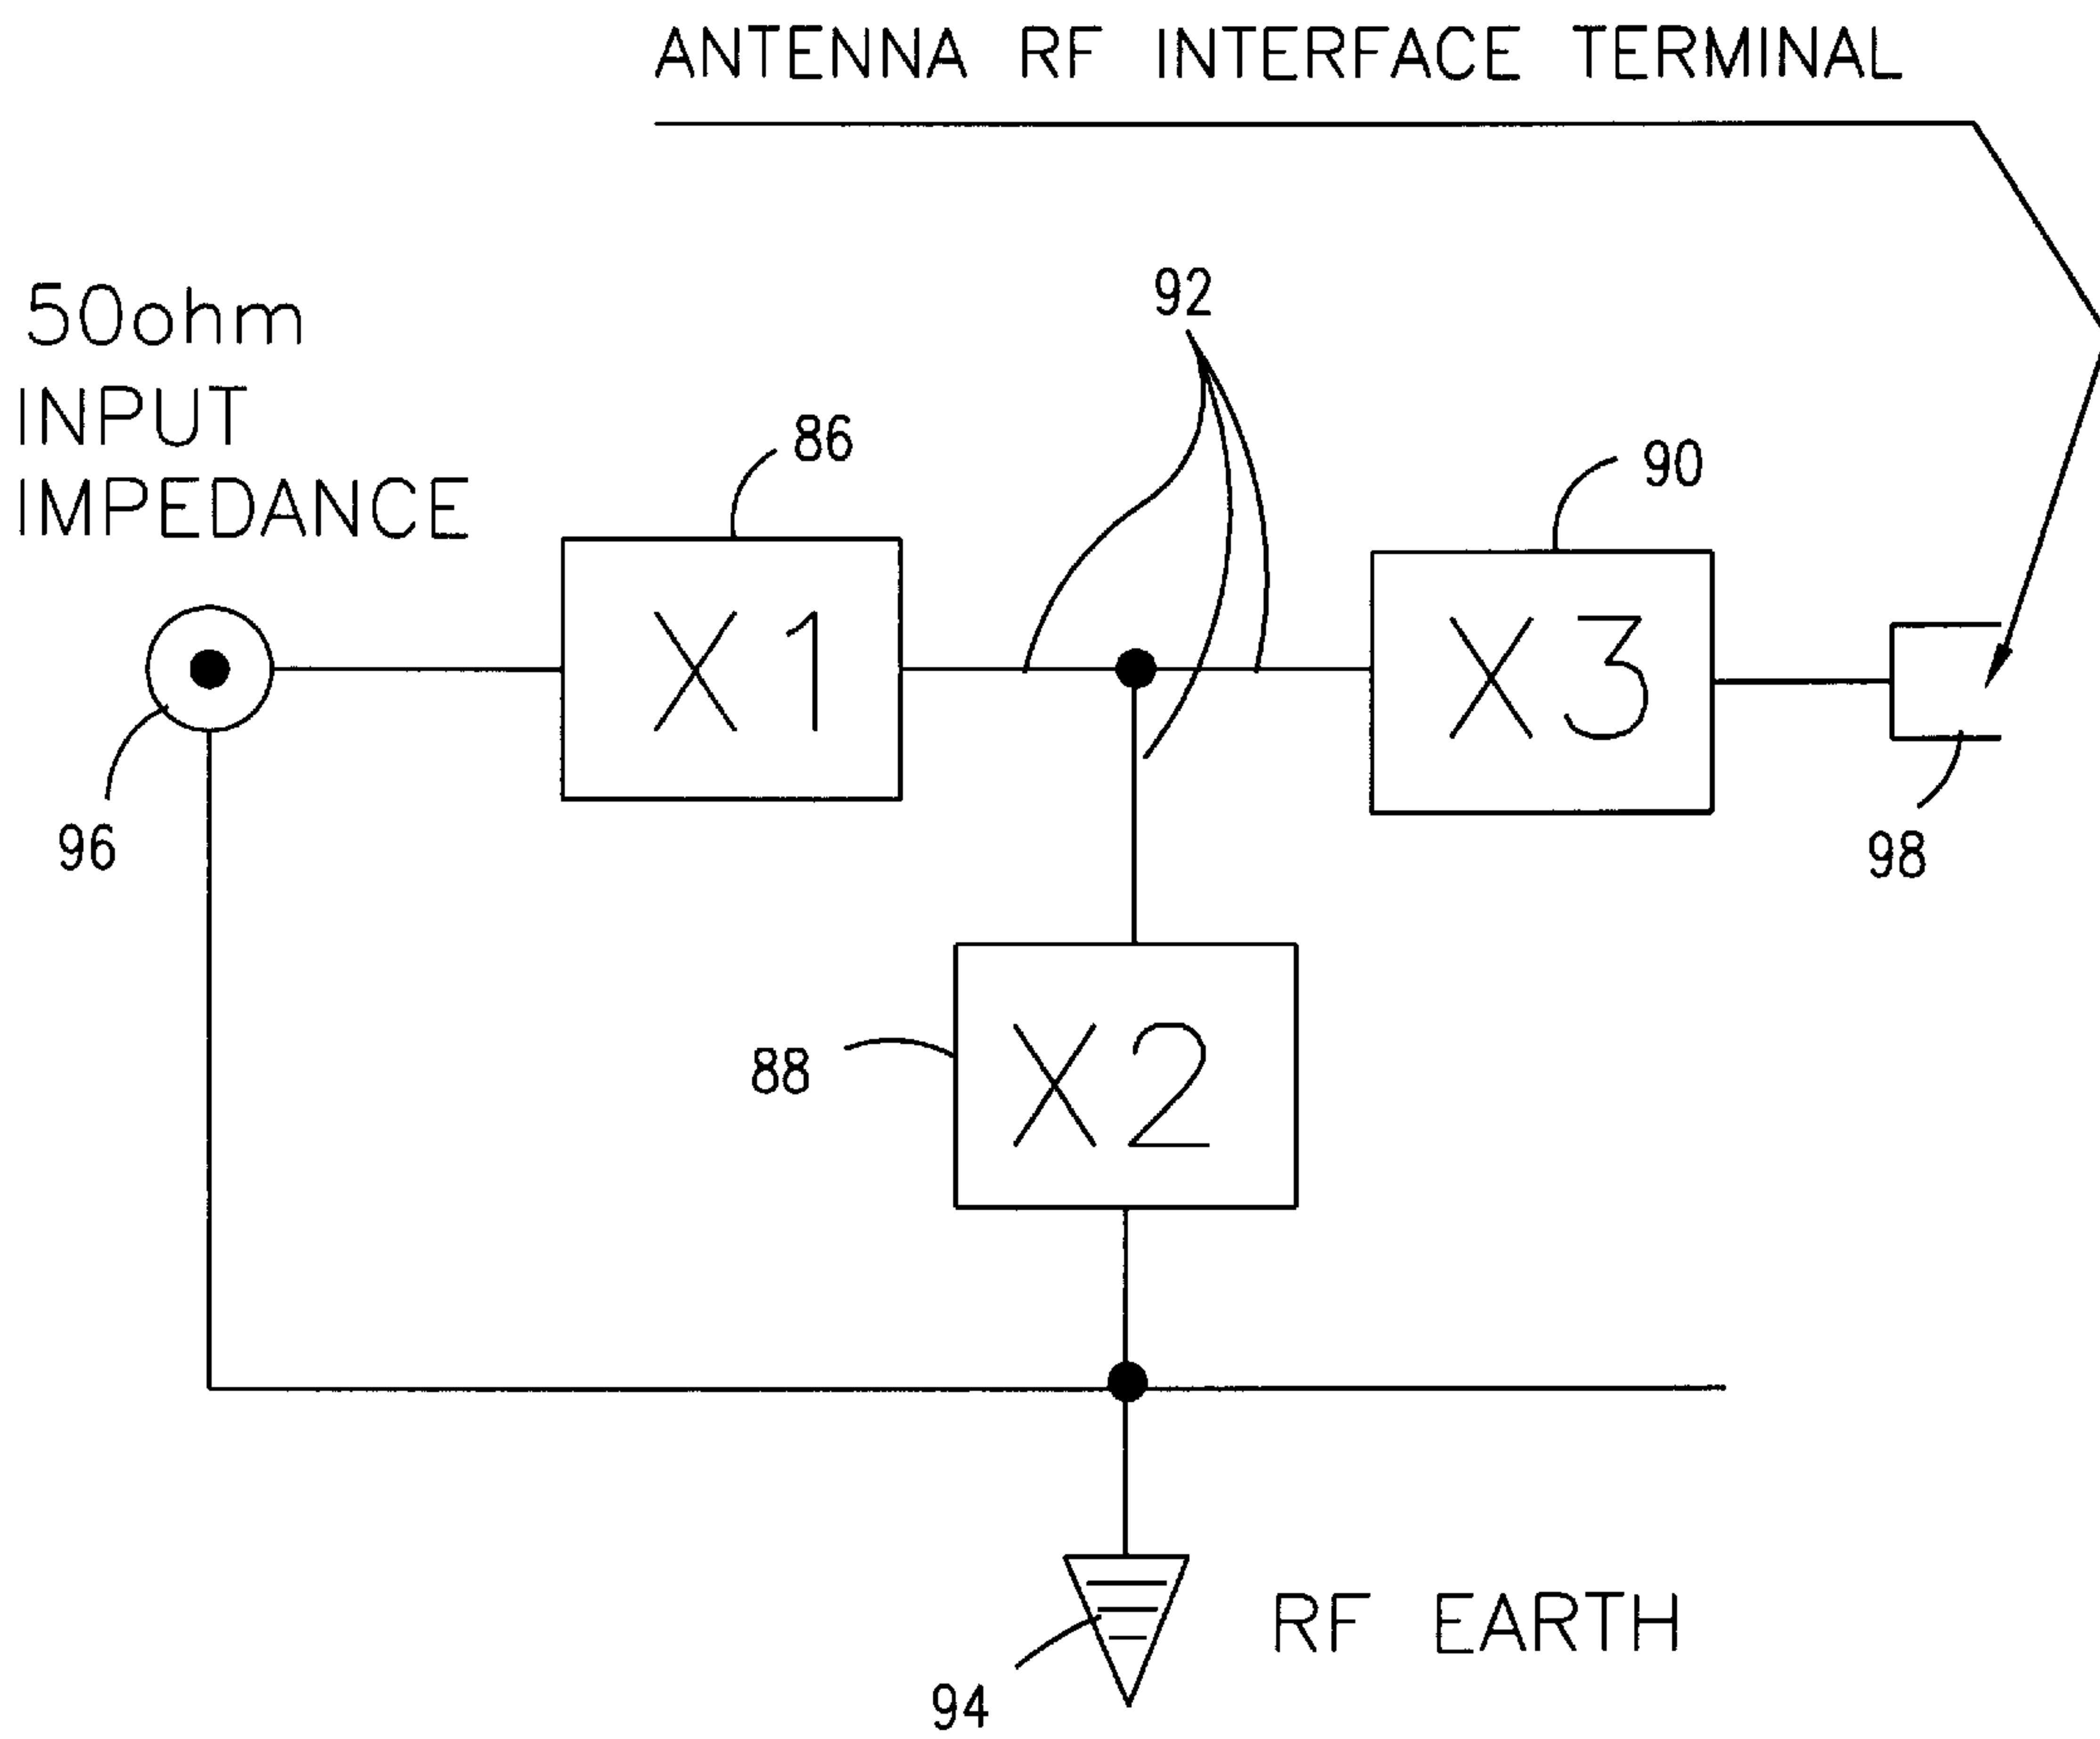 ANTENNA RF INTERFACE TERMINAL
50ohm
INPUT
IMPEDANCE
92
86
90
X1
X3
96
98
X2
88
RF EARTH
94